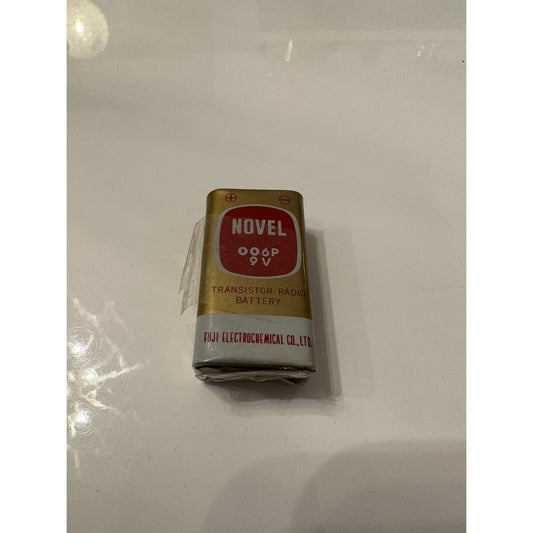 ⊕ ⊖
NOVEL
006P
9V
TRANSISTOR RADIO
BATTERY
FUJI ELECTROCHEMICAL CO., LTD.